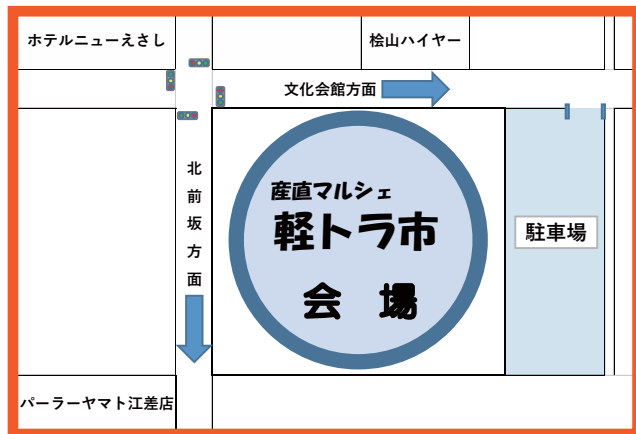 ホテルニューえさし
桧山ハイヤー
文化会館方面
北前坂方面
産直マルシェ
軽トラ市
会場
駐車場
パーラーヤマト江差店